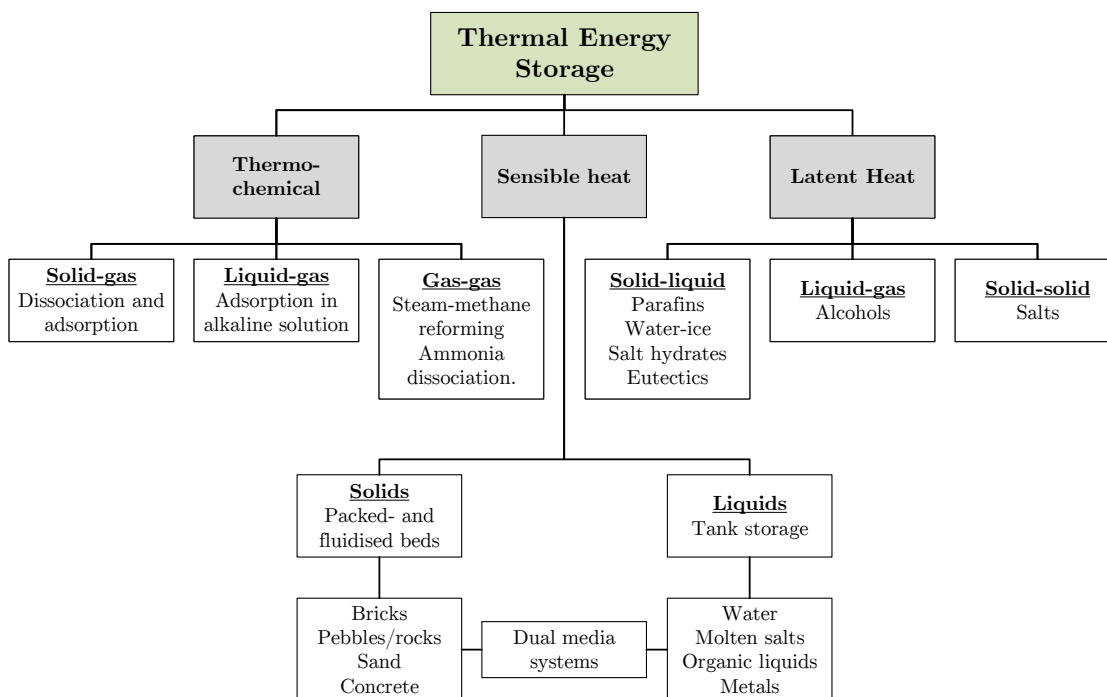 Thermal Energy
Storage
Thermo-
chemical
Sensible heat
Latent Heat
Solid-gas
Dissociation and
adsorption
Liquid-gas
Adsorption in
alkaline solution
Gas-gas
Steam-methane
reforming
Ammonia
dissociation.
Solid-liquid
Parafins
Water-ice
Salt hydrates
Eutectics
Liquid-gas
Alcohols
Solid-solid
Salts
Solids
Packed- and
fluidised beds
Liquids
Tank storage
Bricks
Pebbles/rocks
Sand
Concrete
Dual media
systems
Water
Molten salts
Organic liquids
Metals